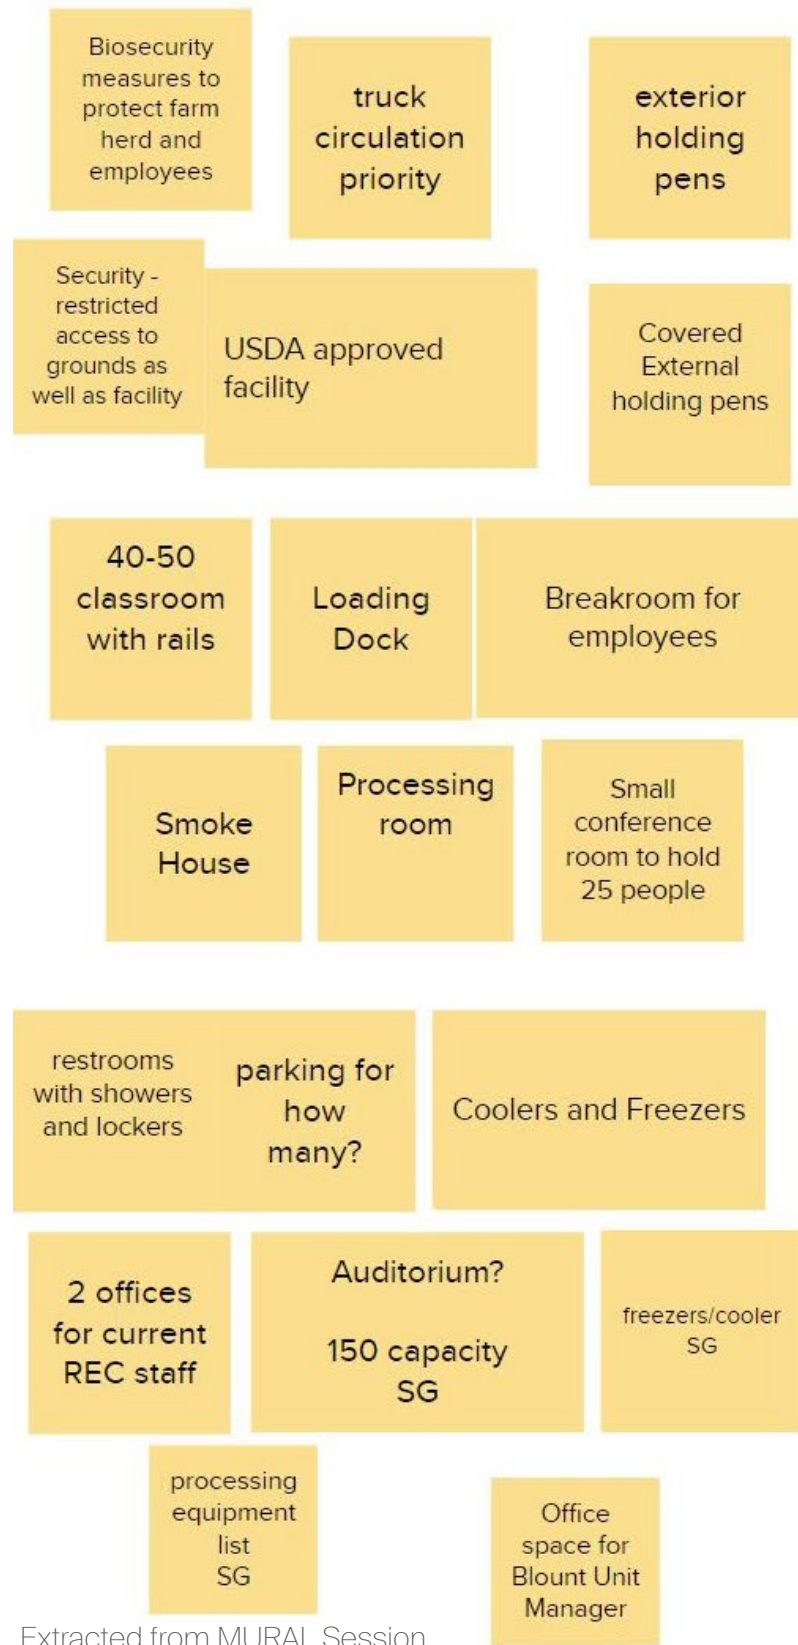 Biosecurity
measures to
protect farm
herd and
employees
truck
circulation
priority
exterior
holding
pens
Security -
restricted
access to
grounds as
well as facility
USDA approved
facility
Covered
External
holding pens
40-50
classroom
with rails
Loading
Dock
Breakroom for
employees
Smoke
House
Processing
room
Small
conference
room to hold
25 people
restrooms
with showers
and lockers
parking for
how
many?
Coolers and Freezers
2 offices
for current
REC staff
Auditorium?
150 capacity
SG
freezers/cooler
SG
processing
equipment
list
SG
Office
space for
Blount Unit
Manager
Extracted from MURAL Session